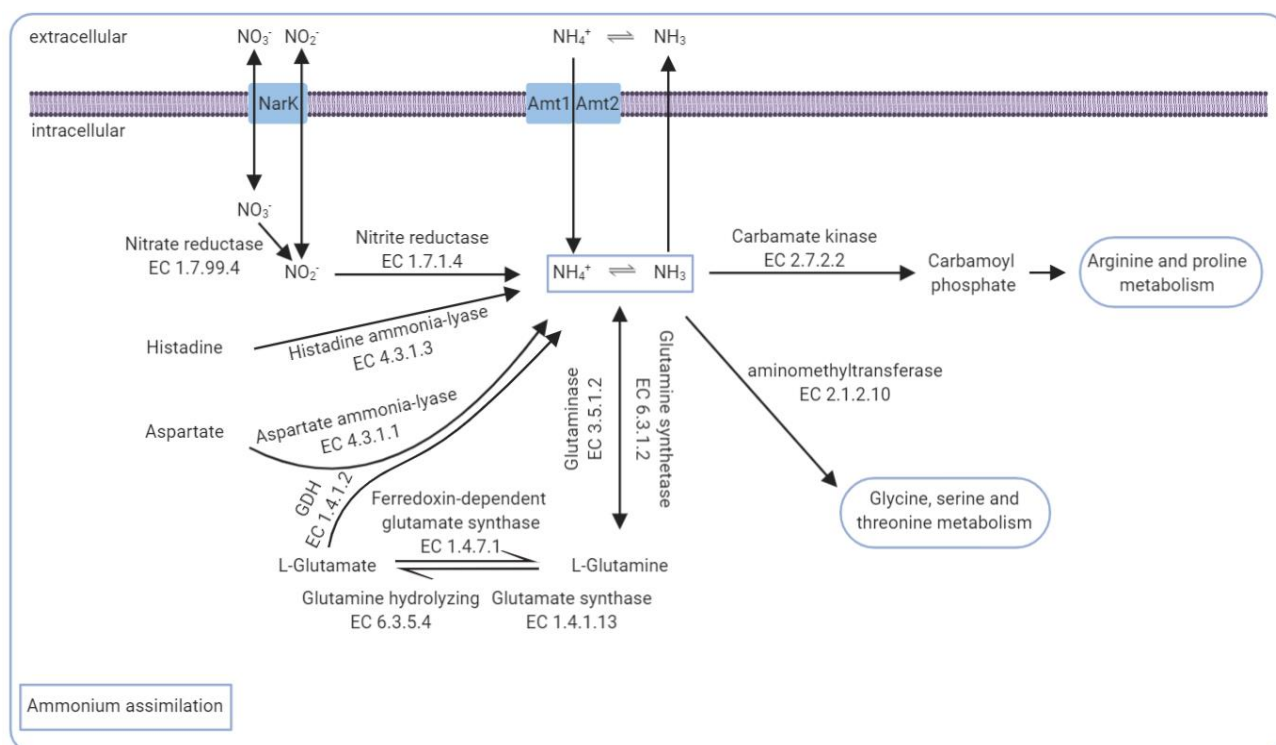 extracellular
NO₃⁻ NO₂⁻
NH₄⁺ ⇌ NH₃
NarK
Amt1 Amt2
intracellular
NO₃⁻
Nitrate reductase
EC 1.7.99.4
NO₂⁻
Nitrite reductase
EC 1.7.1.4
NH₄⁺ ⇌ NH₃
Carbamate kinase
EC 2.7.2.2
Carbamoyl
phosphate
Arginine and proline
metabolism
Histadine
Histadine ammonia-lyase
EC 4.3.1.3
Aspartate
Aspartate ammonia-lyase
EC 4.3.1.1
GDH
EC 1.4.1.2
Glutaminase
EC 3.5.1.2
Glutamine synthetase
EC 6.3.1.2
aminomethyltransferase
EC 2.1.2.10
Glycine, serine and
threonine metabolism
Ferredoxin-dependent
glutamate synthase
EC 1.4.7.1
L-Glutamate
L-Glutamine
Glutamine hydrolyzing
EC 6.3.5.4
Glutamate synthase
EC 1.4.1.13
Ammonium assimilation